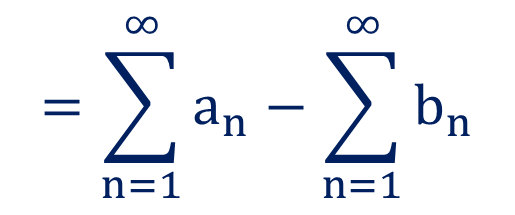 = ∑_{n=1}^{∞} a_n − ∑_{n=1}^{∞} b_n